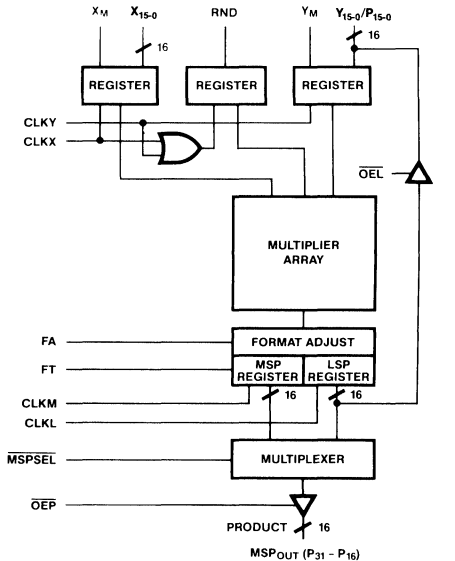 XM X15-0 RND YM Y15-0/P15-0
16 16
REGISTER REGISTER REGISTER
CLKY
CLKX
OEL
MULTIPLIER
ARRAY
FA FORMAT ADJUST
FT MSP REGISTER LSP REGISTER
CLKM 16 16
CLKL
MSPSEL MULTIPLEXER
OEP
PRODUCT 16
MSPOUT (P31 - P16)